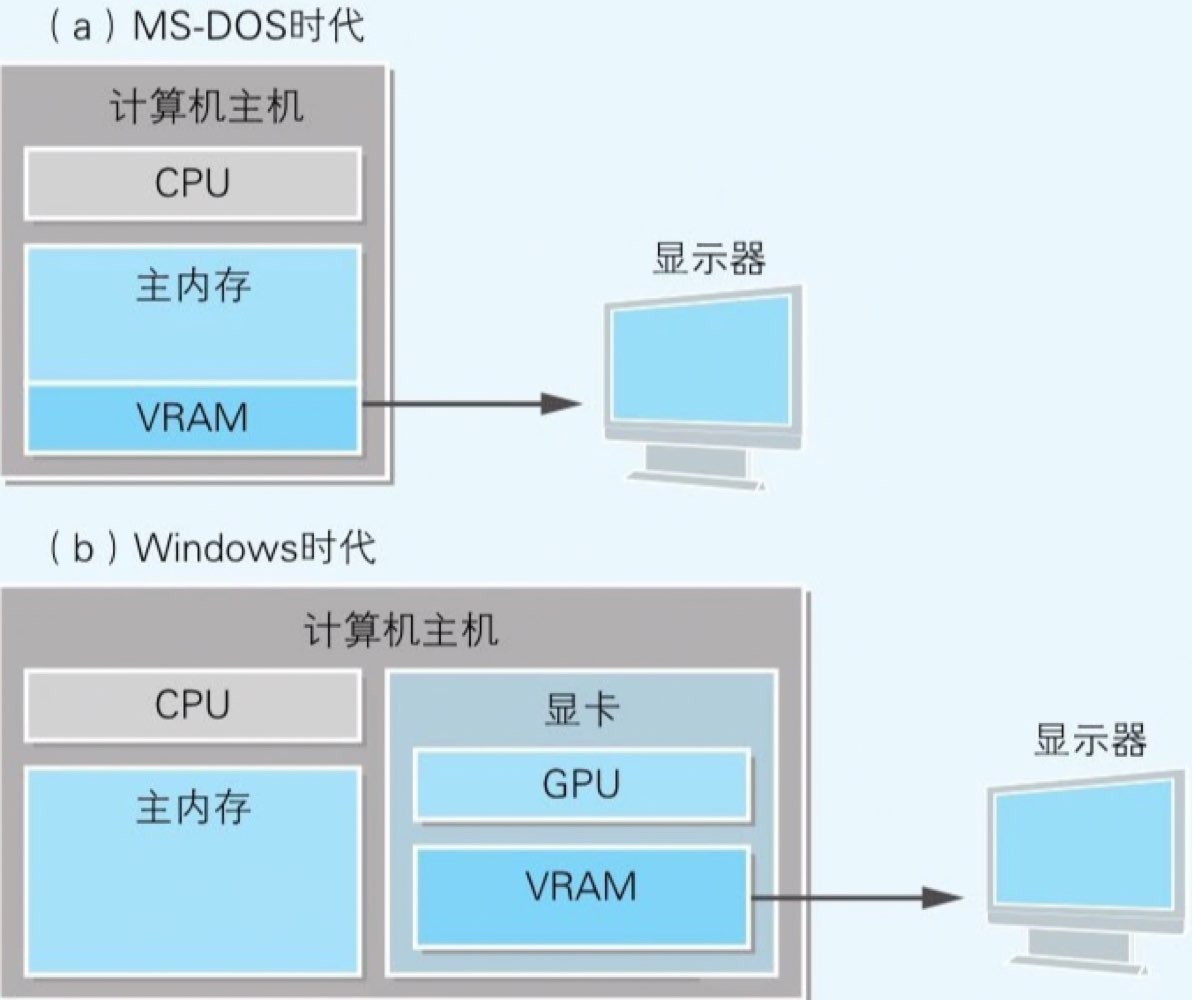 （a）MS-DOS时代
计算机主机
CPU
主内存
VRAM
显示器
（b）Windows时代
计算机主机
CPU
主内存
显卡
GPU
VRAM
显示器